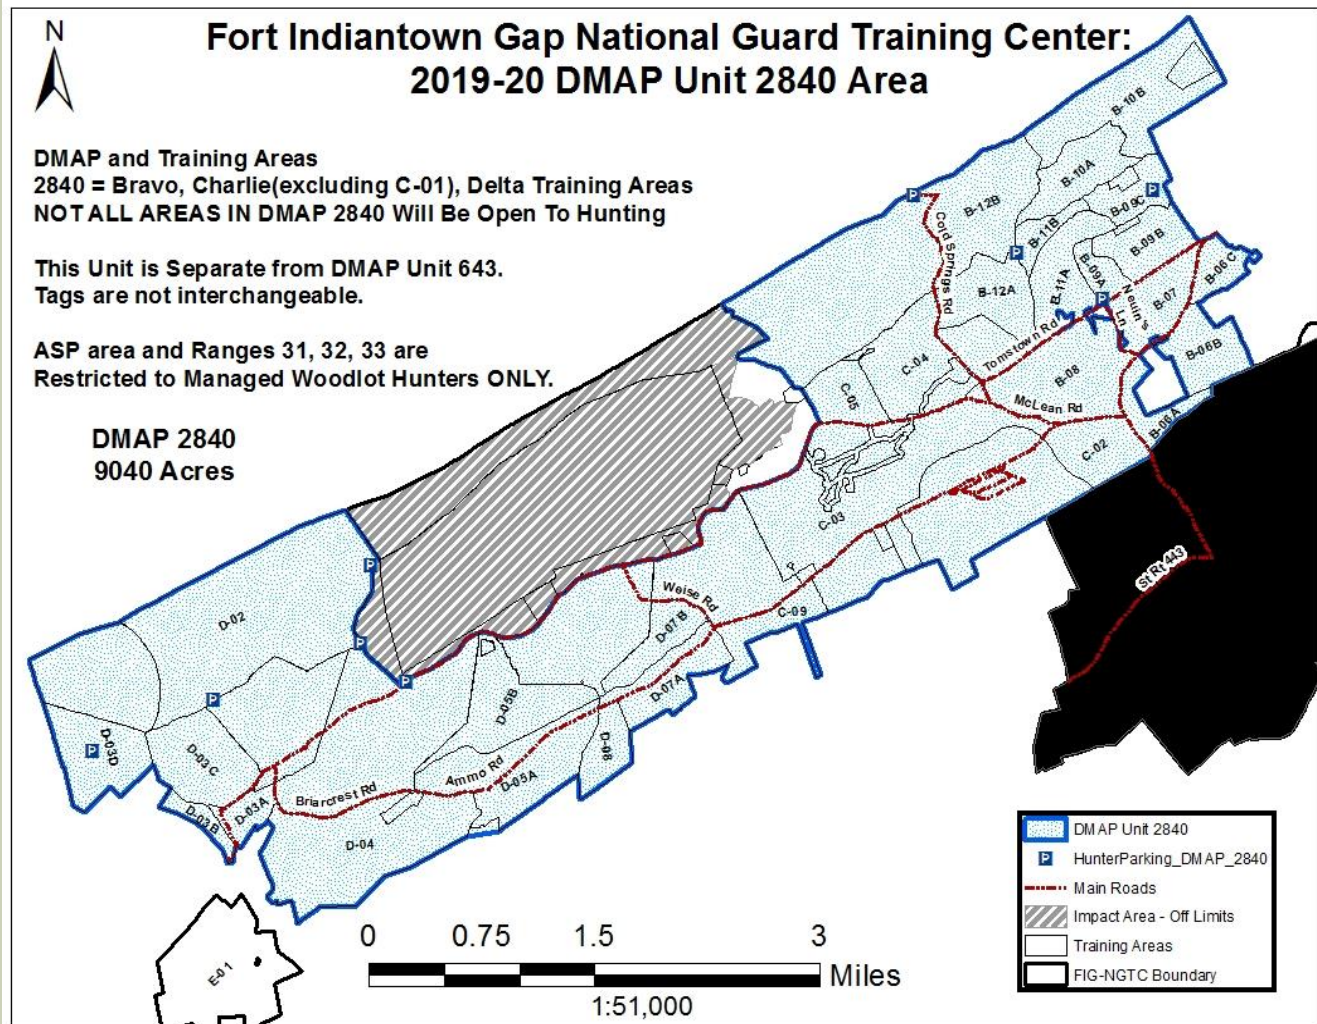 N
Fort Indiantown Gap National Guard Training Center:
2019-20 DMAP Unit 2840 Area
DMAP and Training Areas
2840 = Bravo, Charlie(excluding C-01), Delta Training Areas
NOT ALL AREAS IN DMAP 2840 Will Be Open To Hunting
This Unit is Separate from DMAP Unit 643.
Tags are not interchangeable.
ASP area and Ranges 31, 32, 33 are
Restricted to Managed Woodlot Hunters ONLY.
DMAP 2840
9040 Acres
B-10B
B-10A
P
P
B-12B
B-09C
Cold Springs Rd
B-11B
P
B-09B
B-09A
B-06C
B-12A
B-11A
P
Neuin's Ln
B-07
Tomstown Rd
B-06B
C-04
C-05
B-08
McLean Rd
B-06A
C-02
C-03
St Rt 443
P
P
Weise Rd
C-09
D-07B
D-02
P
P
D-07A
P
D-05B
P
D-03D
D-03C
D-08
Ammo Rd
D-05A
Briarcrest Rd
D-03A
D-03B
D-04
E-01
0 0.75 1.5 3
Miles
1:51,000
DMAP Unit 2840
P HunterParking_DMAP_2840
Main Roads
Impact Area - Off Limits
Training Areas
FIG-NGTC Boundary